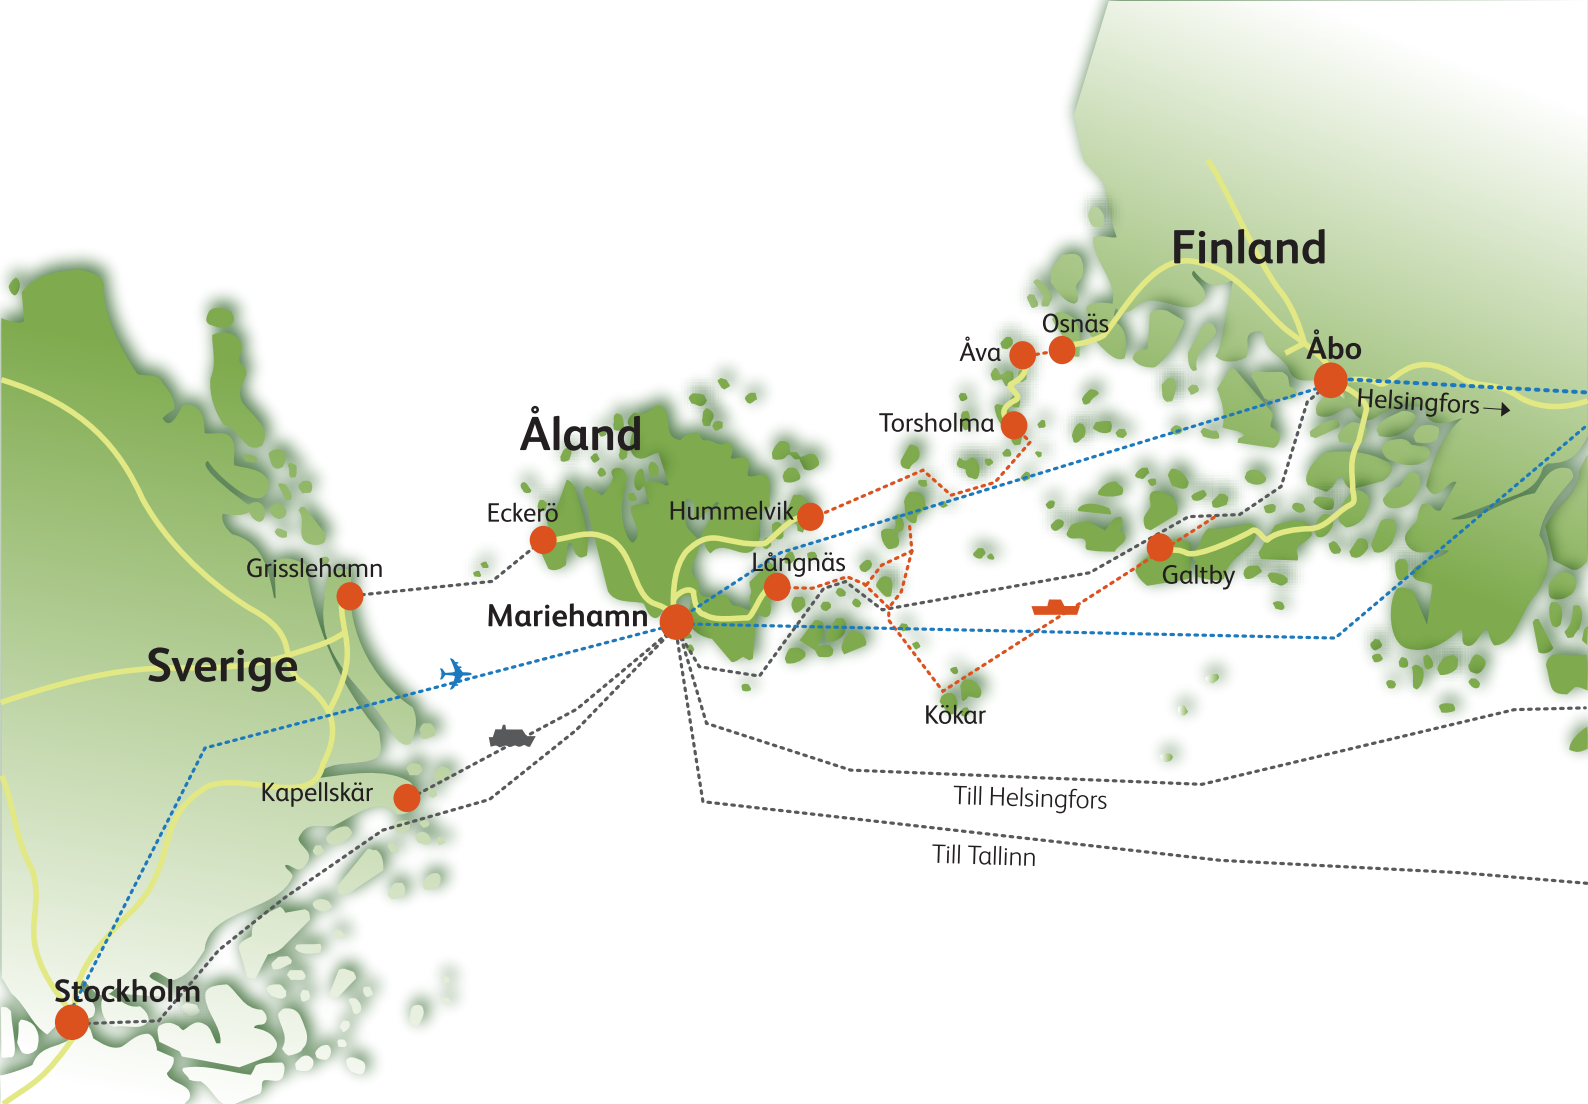 Finland
Osnäs
Åva
Åbo
Helsingfors
Torsholma
Åland
Eckerö
Hummelvik
Långnäs
Grisslehamn
Galtby
Mariehamn
Sverige
Kökar
Kapellskär
Till Helsingfors
Till Tallinn
Stockholm